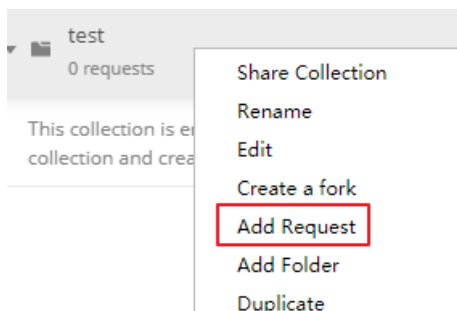 test
0 requests
This collection is e
collection and crea
Share Collection
Rename
Edit
Create a fork
Add Request
Add Folder
Duplicate